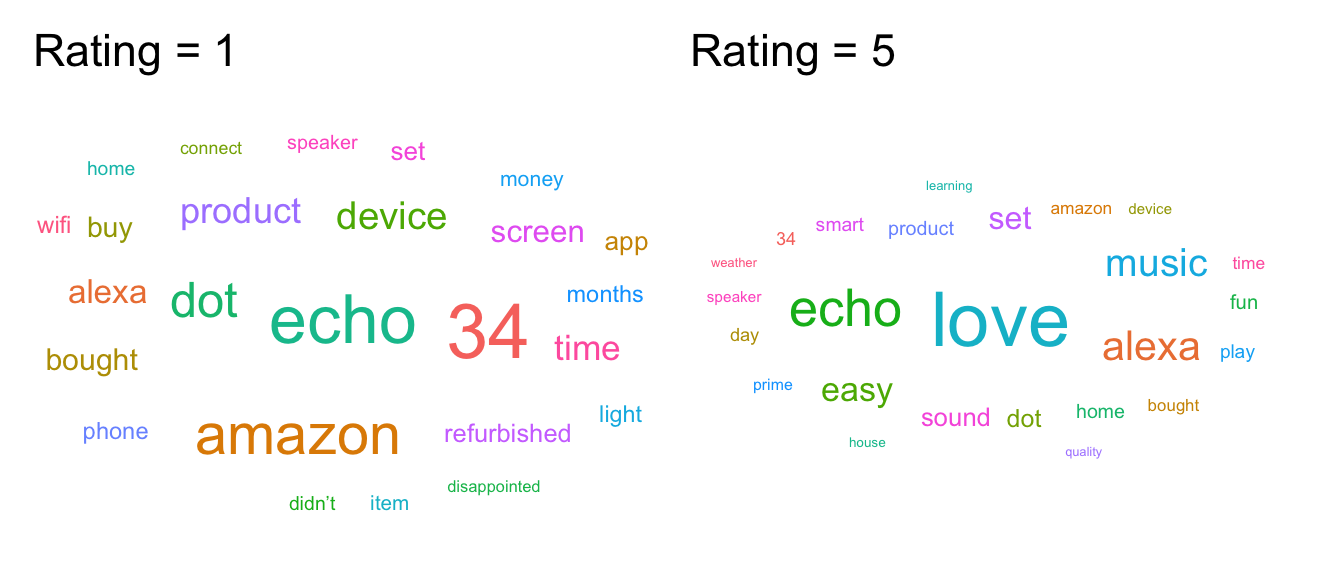 Rating = 1
connect speaker set
home
money
wifi buy product device screen app
alexa dot echo 34 months
time
bought
phone amazon refurbished light
disappointed
didn’t item
Rating = 5
learning
smart product set amazon device
34
weather music time
speaker echo love fun
day alexa play
prime easy
sound dot home bought
house quality